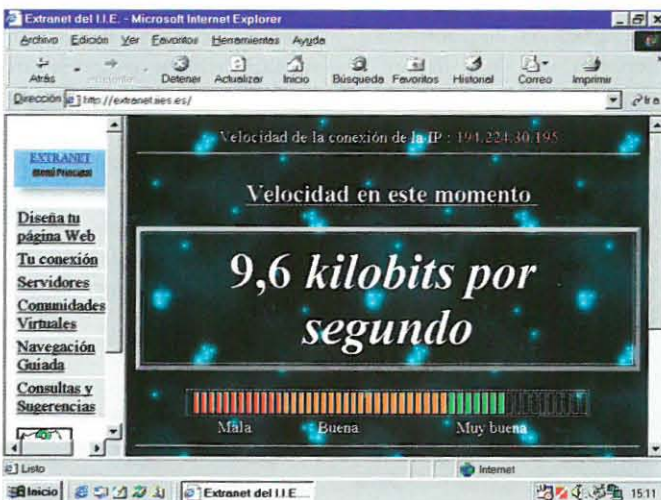 Extranet del I.I.E. - Microsoft Internet Explorer
Archivo Edición Ver Favoritos Herramientas Ayuda
Atrás Detener Actualizar Inicio Búsqueda Favoritos Historial Correo Imprimir
Dirección http://extranet.iies.es/ Ir a
EXTRANET
Menú Principal
Diseña tu
página Web
Tu conexión
Servidores
Comunidades
Virtuales
Navegación
Guiada
Consultas y
Sugerencias
Velocidad de la conexión de la IP : 194.224.30.195
Velocidad en este momento
9,6 kilobits por
segundo
Mala Buena Muy buena
Listo Internet
Inicio Extranet del I.I.E... 15:11